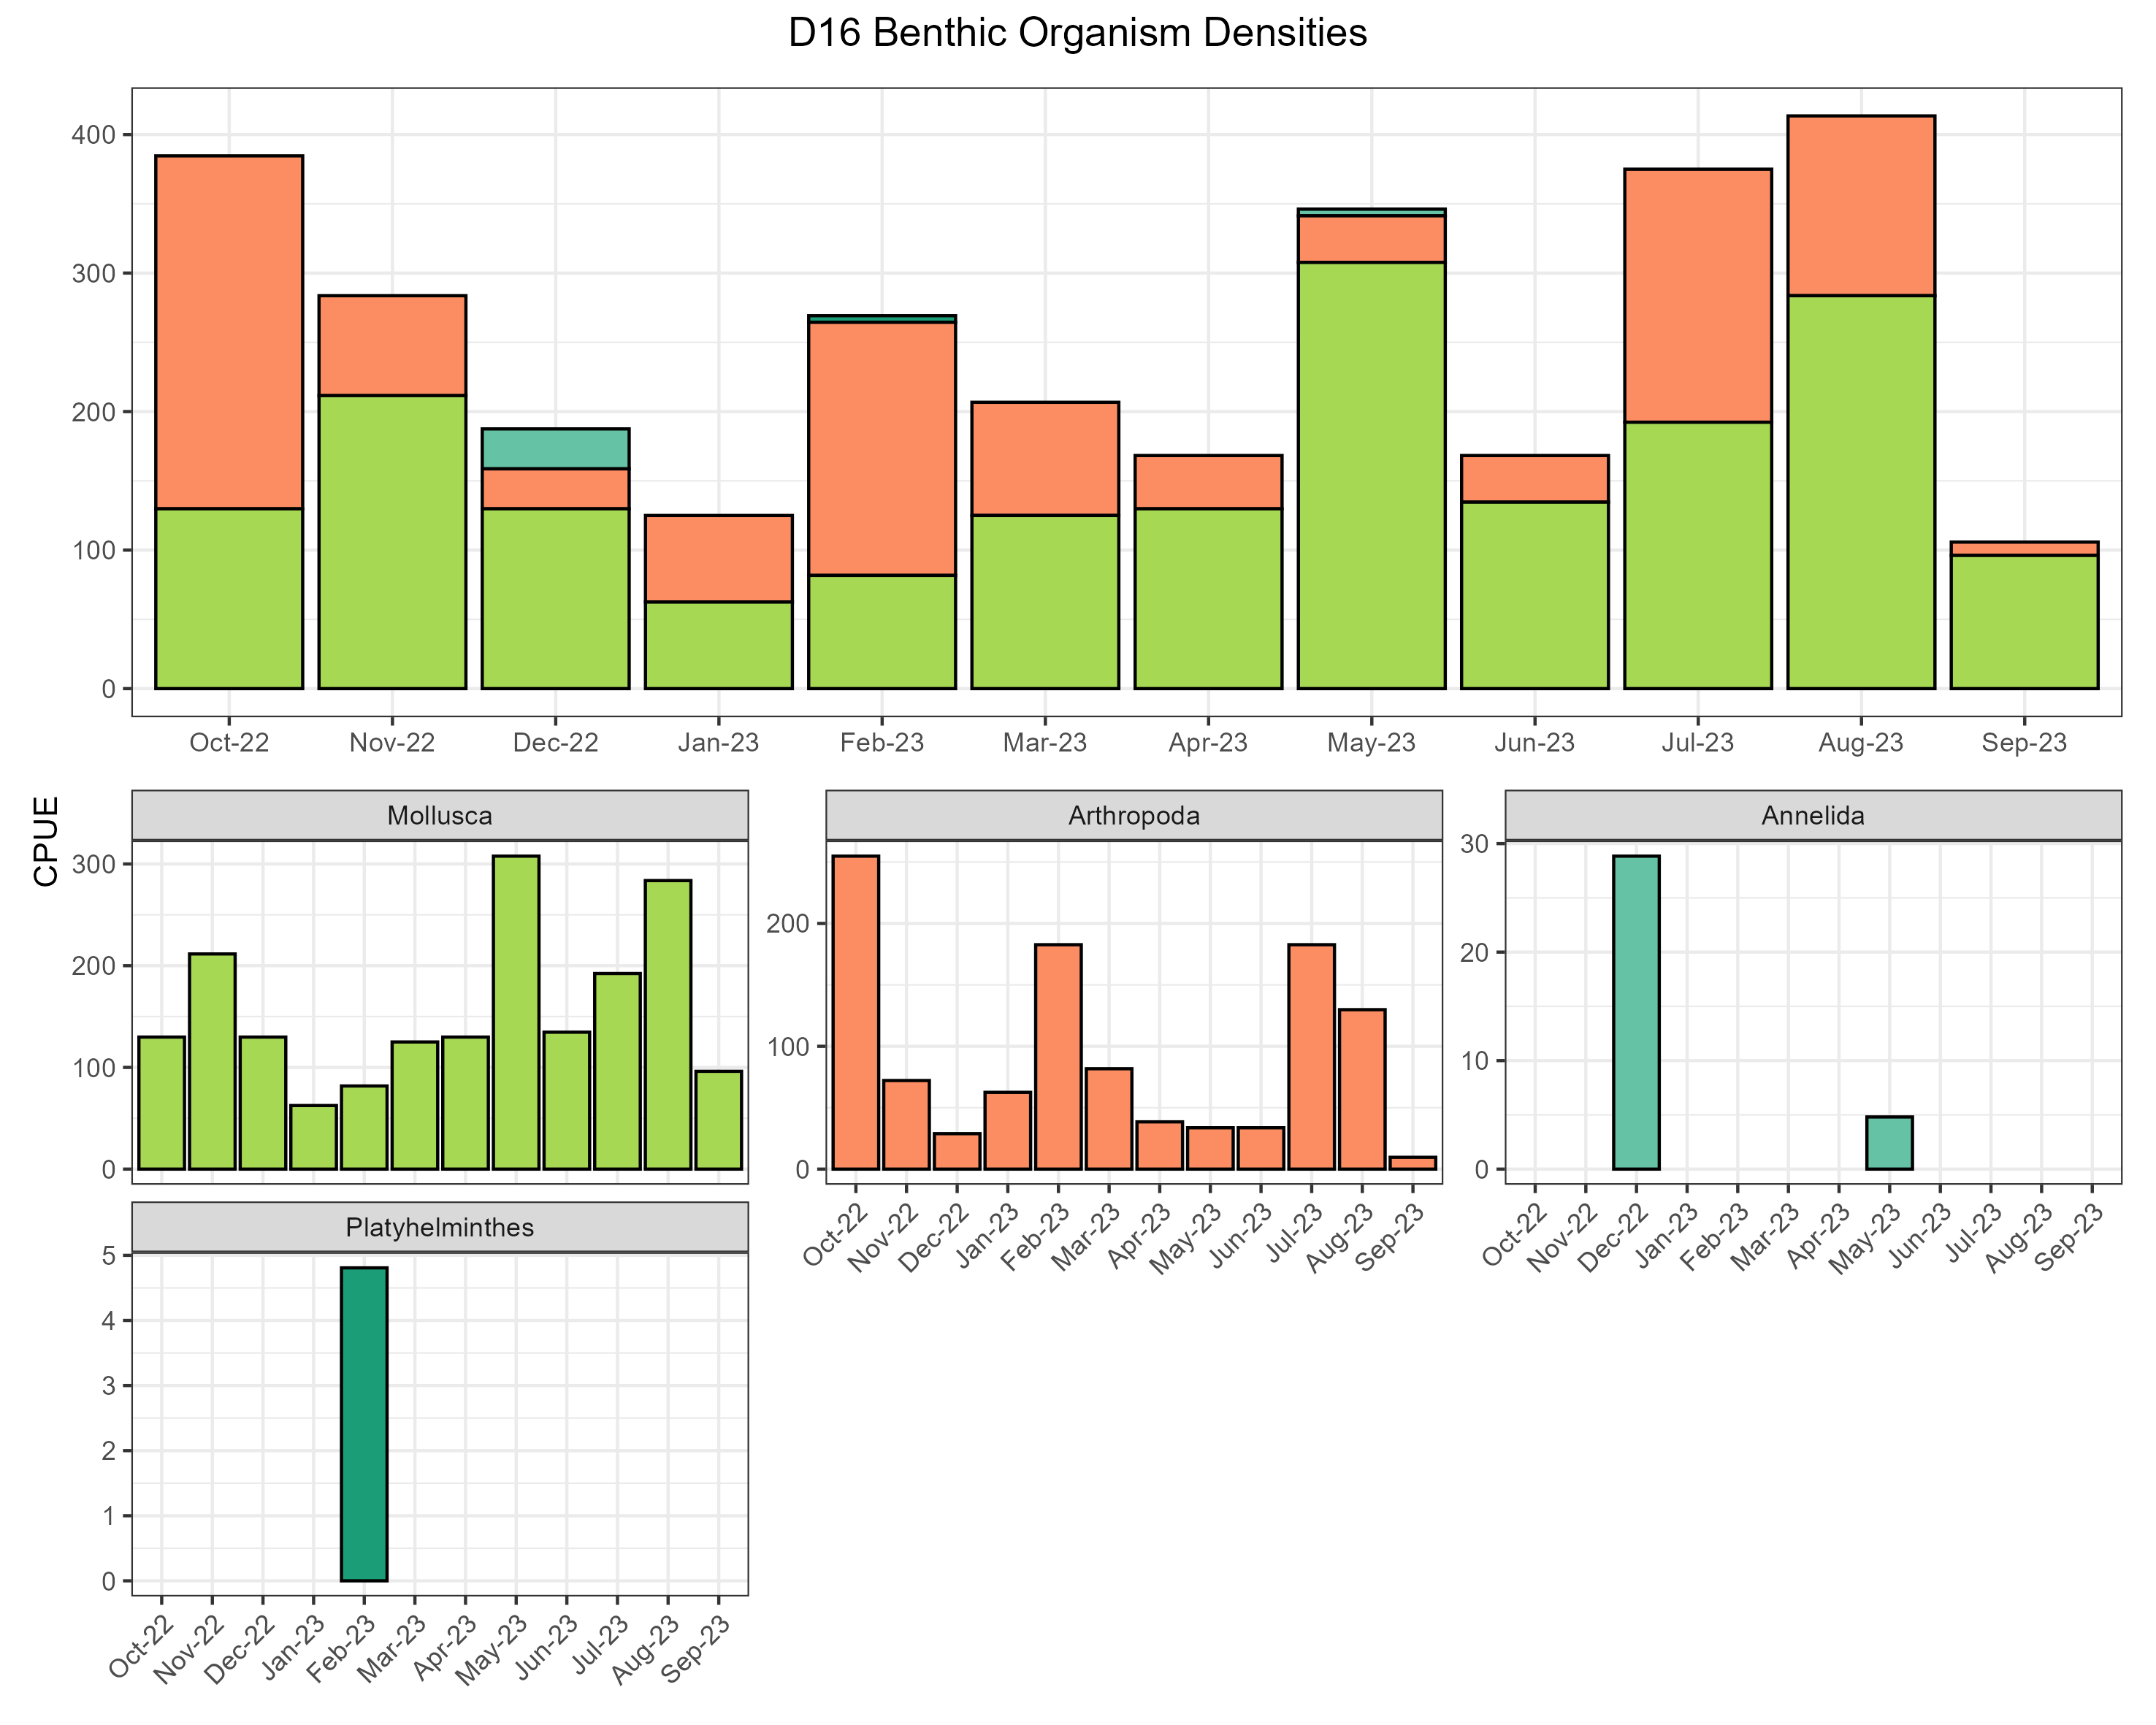 D16 Benthic Organism Densities
CPUE
400
300
200
100
0
Oct-22 Nov-22 Dec-22 Jan-23 Feb-23 Mar-23 Apr-23 May-23 Jun-23 Jul-23 Aug-23 Sep-23
Mollusca
300
200
100
0
Arthropoda
200
100
0
Oct-22 Nov-22 Dec-22 Jan-23 Feb-23 Mar-23 Apr-23 May-23 Jun-23 Jul-23 Aug-23 Sep-23
Annelida
30
20
10
0
Oct-22 Nov-22 Dec-22 Jan-23 Feb-23 Mar-23 Apr-23 May-23 Jun-23 Jul-23 Aug-23 Sep-23
Platyhelminthes
5
4
3
2
1
0
Oct-22 Nov-22 Dec-22 Jan-23 Feb-23 Mar-23 Apr-23 May-23 Jun-23 Jul-23 Aug-23 Sep-23